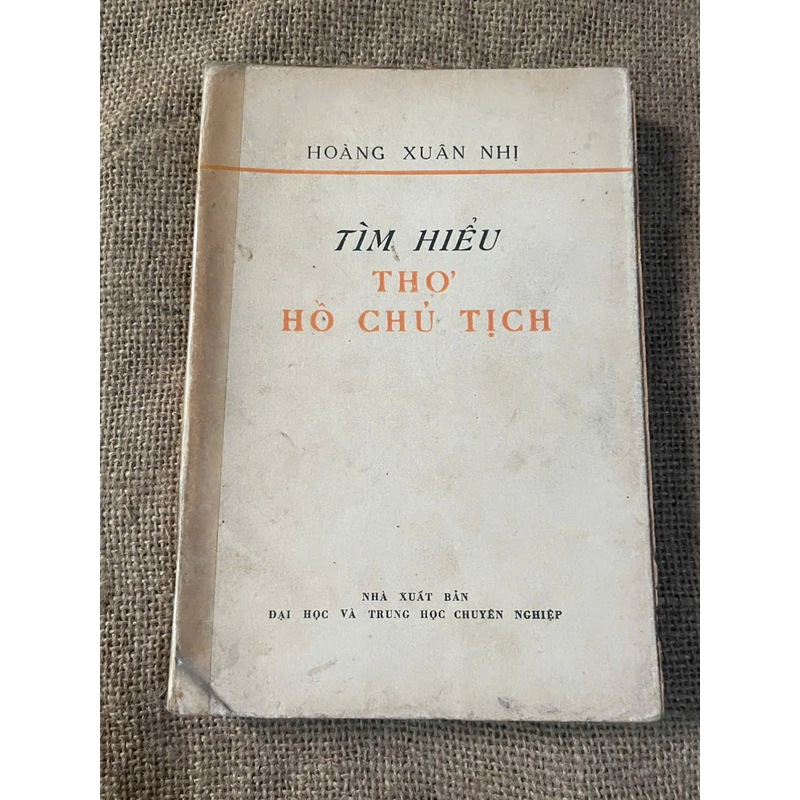 HOÀNG XUÂN NHỊ
TÌM HIỂU
THƠ
HỒ CHỦ TỊCH
NHÀ XUẤT BẢN
ĐẠI HỌC VÀ TRUNG HỌC CHUYÊN NGHIỆP